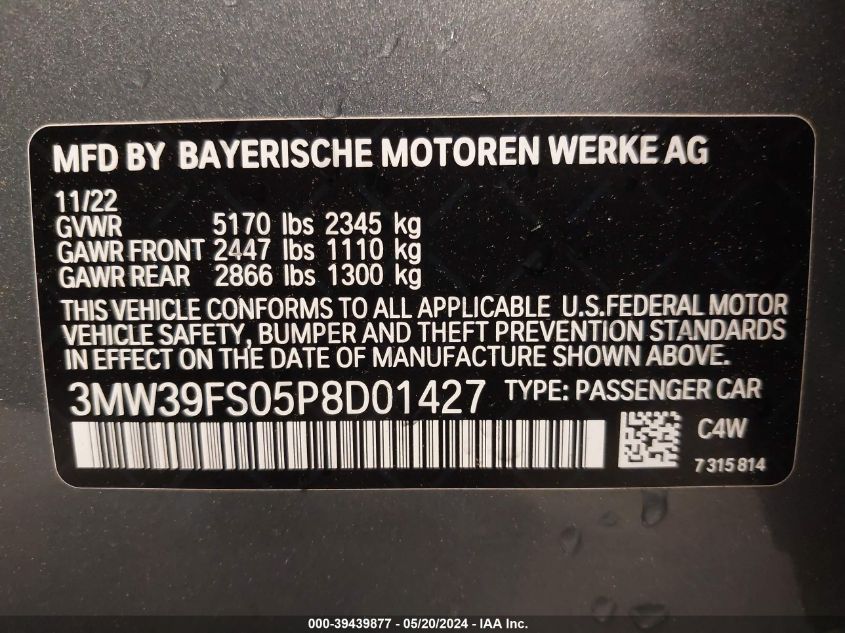 MFD BY BAYERISCHE MOTOREN WERKE AG
11/22
GVWR 5170 lbs 2345 kg
GAWR FRONT 2447 lbs 1110 kg
GAWR REAR 2866 lbs 1300 kg
THIS VEHICLE CONFORMS TO ALL APPLICABLE U.S.FEDERAL MOTOR
VEHICLE SAFETY, BUMPER AND THEFT PREVENTION STANDARDS
IN EFFECT ON THE DATE OF MANUFACTURE SHOWN ABOVE.
3MW39FS05P8D01427 TYPE: PASSENGER CAR
C4W
7 315 814
000-39439877 — 05/20/2024 — IAA Inc.